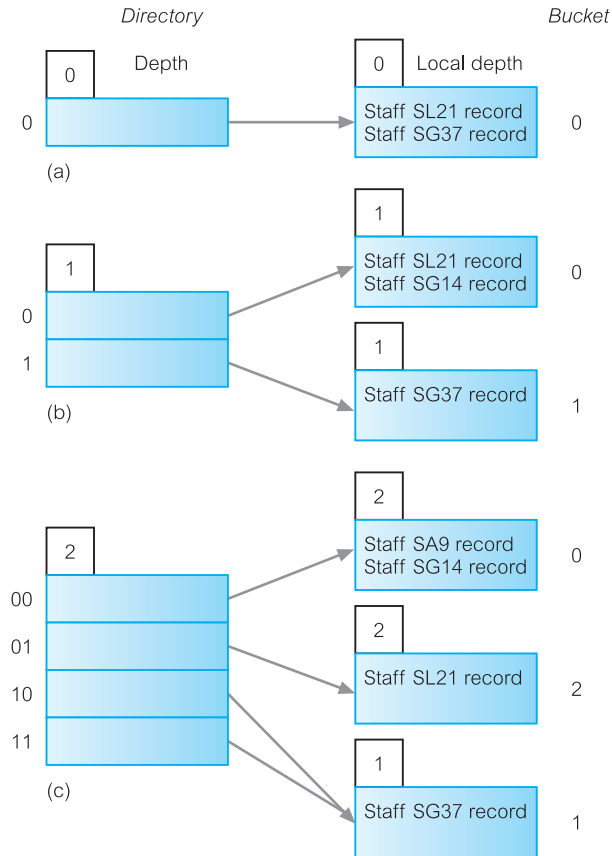 Directory Bucket
0 Depth 0 Local depth
0 Staff SL21 record 0
Staff SG37 record
(a)
1
1 Staff SL21 record 0
Staff SG14 record
0
1
1 Staff SG37 record 1
(b)
2
2 Staff SA9 record 0
Staff SG14 record
00
2
01 Staff SL21 record 2
10
11
1
(c) Staff SG37 record 1